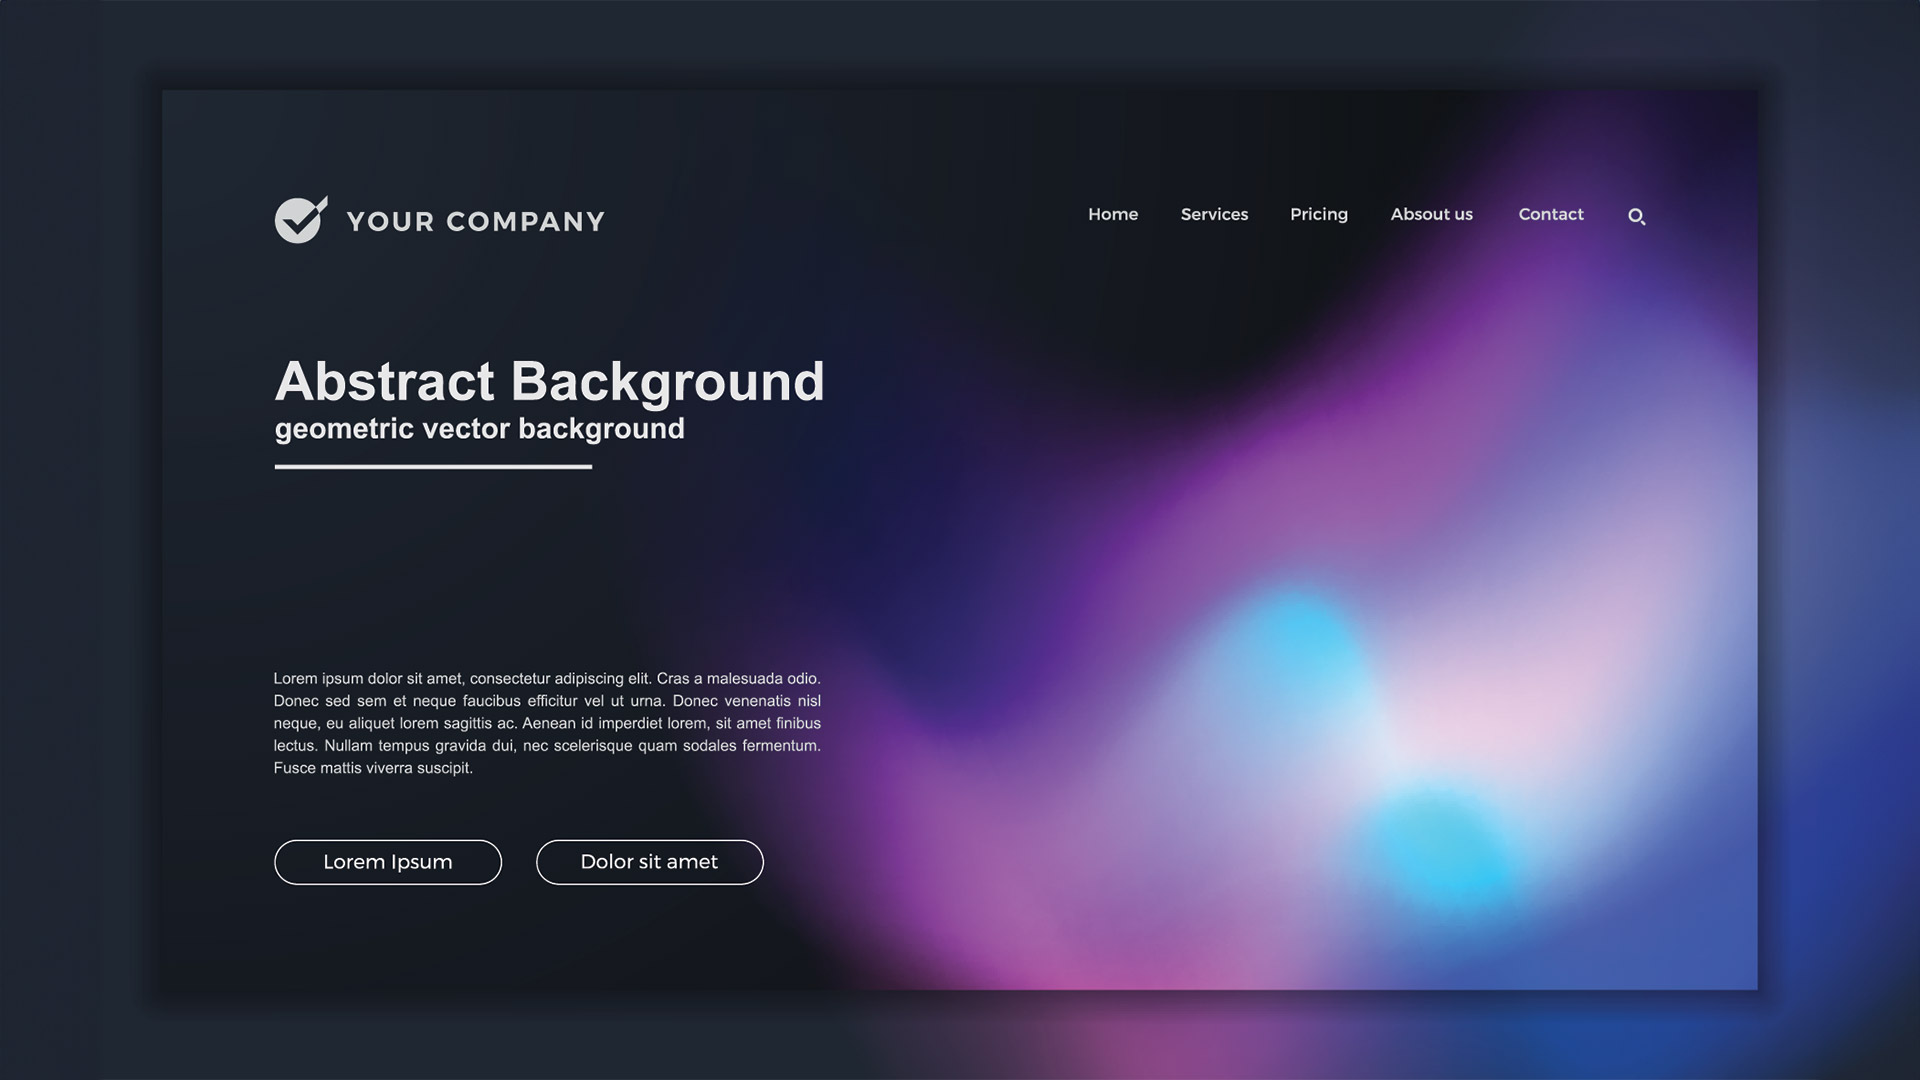 YOUR COMPANY
Home Services Pricing Absout us Contact
Abstract Background
geometric vector background
Lorem ipsum dolor sit amet, consectetur adipiscing elit. Cras a malesuada odio.
Donec sed sem et neque faucibus efficitur vel ut urna. Donec venenatis nisl
neque, eu aliquet lorem sagittis ac. Aenean id imperdiet lorem, sit amet finibus
lectus. Nullam tempus gravida dui, nec scelerisque quam sodales fermentum.
Fusce mattis viverra suscipit.
Lorem Ipsum Dolor sit amet